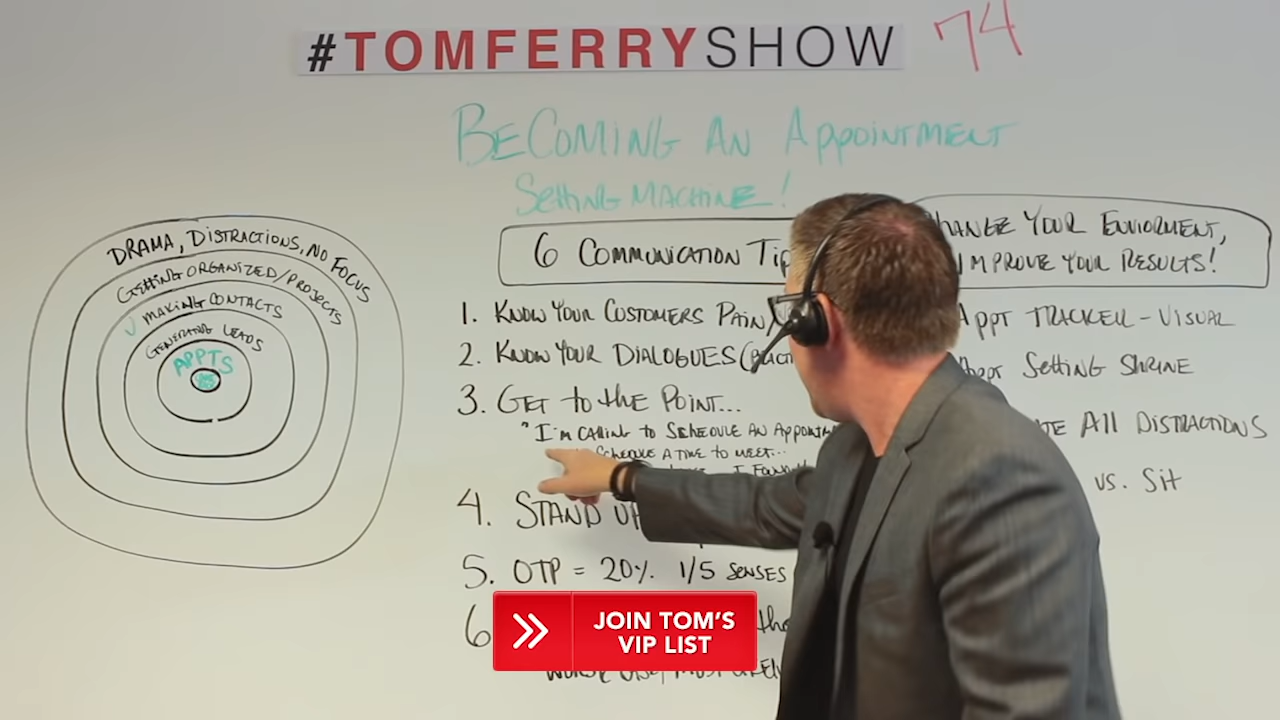 #TOMFERRYSHOW 74
BECOMING AN APPOINTMENT
SETTING MACHINE!
DRAMA, DISTRACTIONS, NO FOCUS
GETTING ORGANIZED/PROJECTS
MAKING CONTACTS
GENERATING LEADS
APPTS
6 COMMUNICATION
1. KNOW YOUR CUSTOMERS PAIN/
2. KNOW YOUR DIALOGUES
3. GET TO THE POINT...
"I'M CALLING TO SCHEDULE AN
SCHEDULE A TIME TO MEET...
I
4. STAND UP
5. OTP = 20% 1/5 SENSES
6
YOUR ENVIORMENT,
IMPROVE YOUR RESULTS!
APPT TRACKER - VISUAL
SETTING SHRINE
ALL DISTRACTIONS
VS. SIT
JOIN TOM'S
VIP LIST